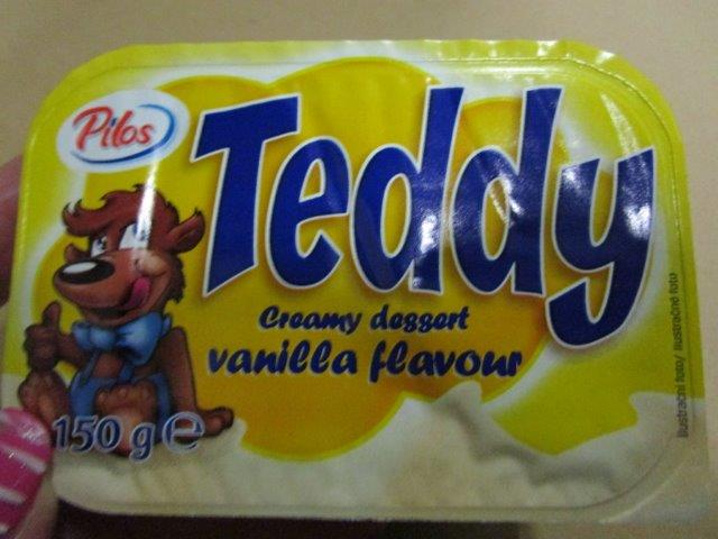 Pilos
Teddy
Creamy dessert
vanilla flavour
150 g e
Ilustrační foto/ Ilustračné foto